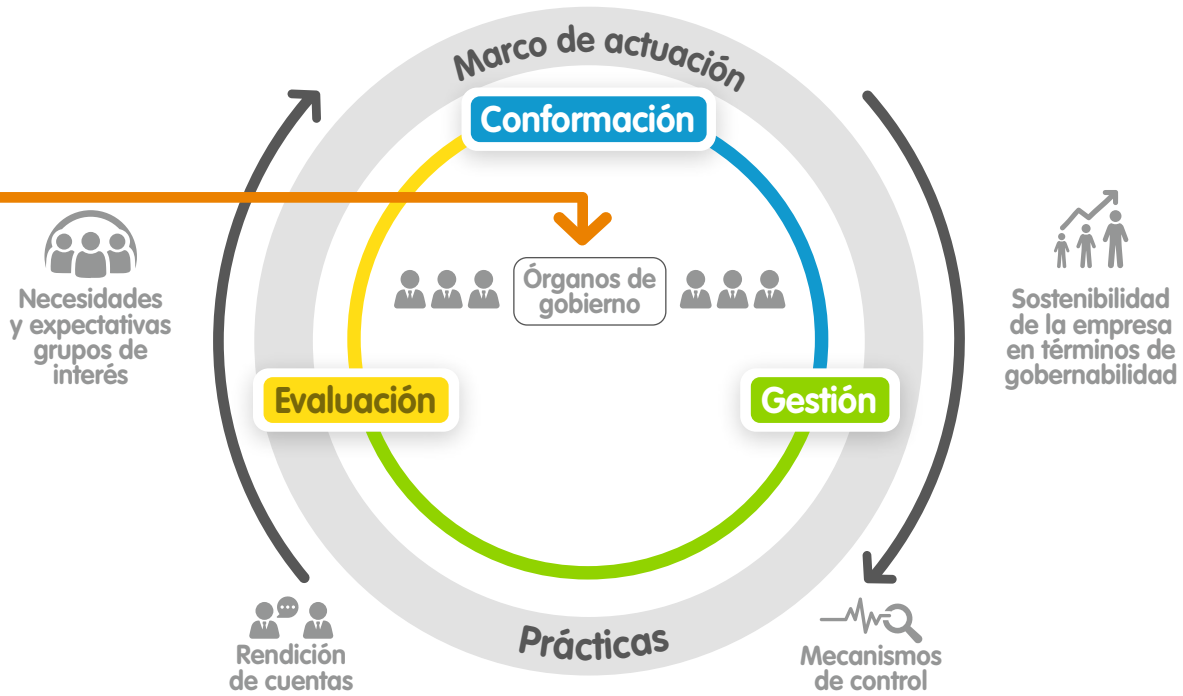 Marco de actuación
Conformación
Órganos de
gobierno
Necesidades
y expectativas
grupos de
interés
Sostenibilidad
de la empresa
en términos de
gobernabilidad
Evaluación
Gestión
Prácticas
Rendición
de cuentas
Mecanismos
de control